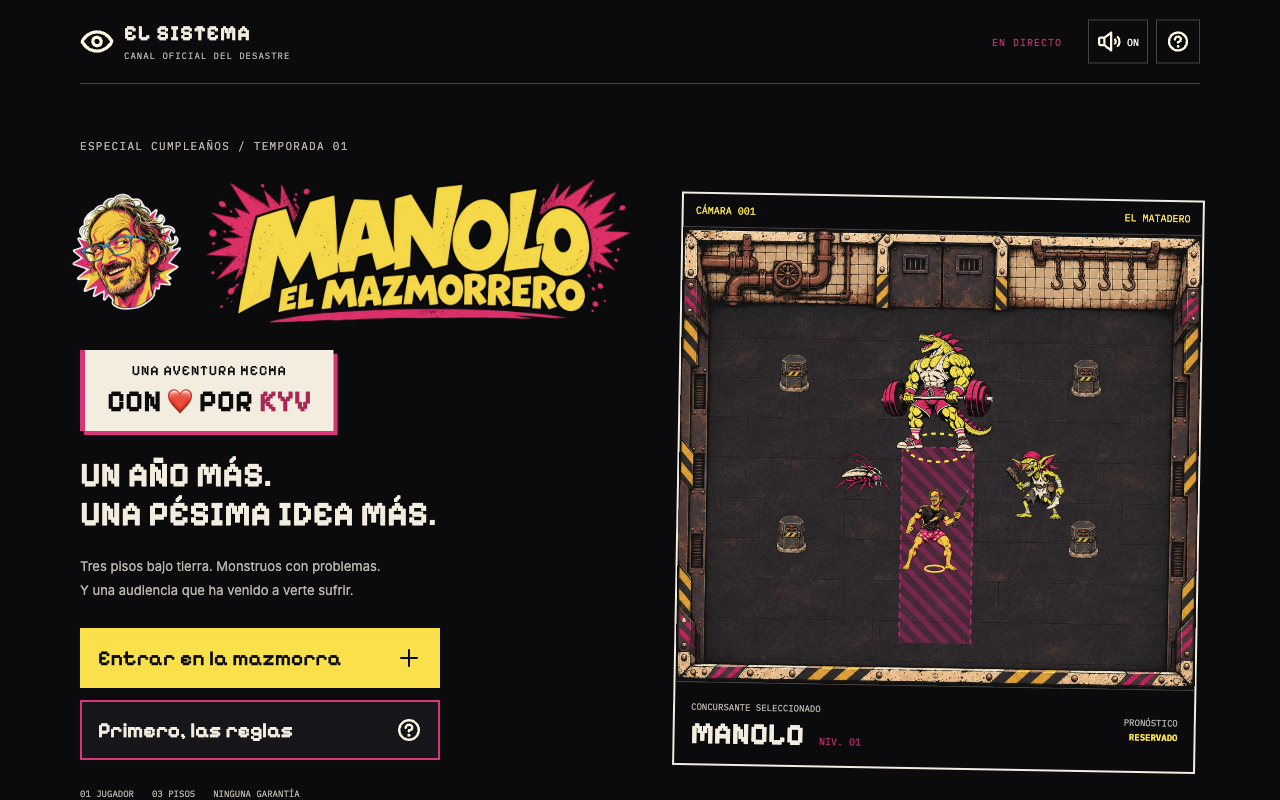 EL SISTEMA
CANAL OFICIAL DEL DESASTRE
EN DIRECTO
ON
ESPECIAL CUMPLEAÑOS / TEMPORADA 01
MANOLO
EL MAZMORRERO
UNA AVENTURA HECHA
CON ❤️ POR KYV
UN AÑO MÁS.
UNA PÉSIMA IDEA MÁS.
Tres pisos bajo tierra. Monstruos con problemas.
Y una audiencia que ha venido a verte sufrir.
Entrar en la mazmorra
Primero, las reglas
01 JUGADOR 03 PISOS NINGUNA GARANTÍA
CÁMARA 001
EL MATADERO
CONCURSANTE SELECCIONADO
MANOLO NIV. 01
PRONÓSTICO
RESERVADO